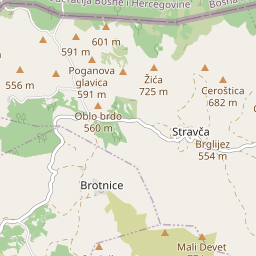 Federacija Bosne i Hercegovine
Bosna
601 m
591 m
Poganova
glavica
591 m
Žića
725 m
556 m
Ceroštica
682 m
Oblo brdo
560 m
Stravča
Brglijez
554 m
Brotnice
Mali Devet